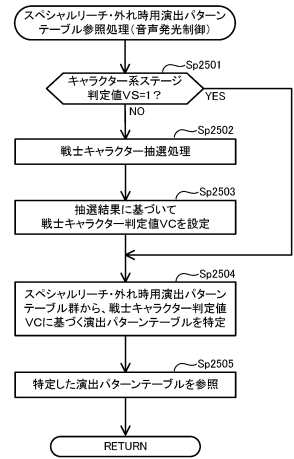 スペシャルリーチ・外れ時用演出パターン
テーブル参照処理(音声発光制御)
Sp2501
キャラクター系ステージ
判定値VS=1?
YES
NO
Sp2502
戦士キャラクター抽選処理
Sp2503
抽選結果に基づいて
戦士キャラクター判定値VCを設定
Sp2504
スペシャルリーチ・外れ時用演出パターン
テーブル群から、戦士キャラクター判定値
VCに基づく演出パターンテーブルを特定
Sp2505
特定した演出パターンテーブルを参照
RETURN